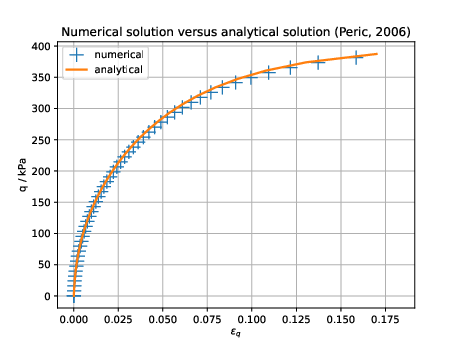 Numerical solution versus analytical solution (Peric, 2006)
400
350
300
250
200
150
100
50
0
q / kPa
numerical
analytical
0.000 0.025 0.050 0.075 0.100 0.125 0.150 0.175
ε_q